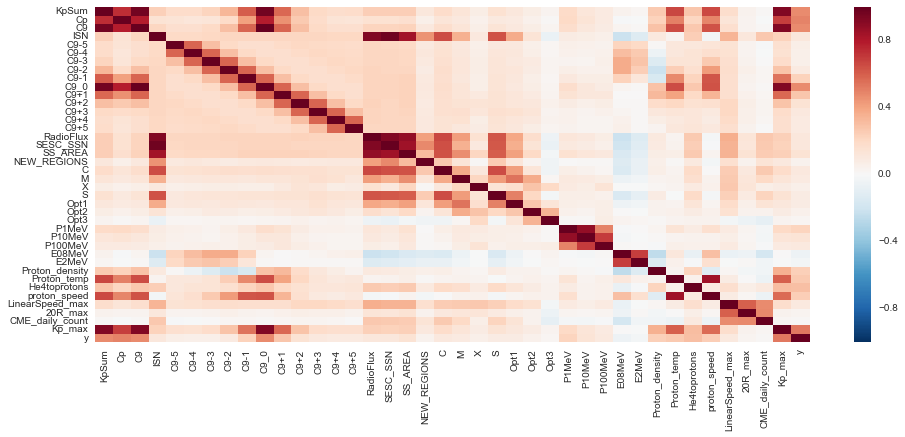 KpSum
Cp
C9
ISN
C9-5
C9-4
C9-3
C9-2
C9-1
C9_0
C9+1
C9+2
C9+3
C9+4
C9+5
RadioFlux
SESC_SSN
SS_AREA
NEW_REGIONS
C
M
X
S
Opt1
Opt2
Opt3
P1MeV
P10MeV
P100MeV
E08MeV
E2MeV
Proton_density
Proton_temp
He4toprotons
proton_speed
LinearSpeed_max
20R_max
CME_daily_count
Kp_max
y
KpSum
Cp
C9
ISN
C9-5
C9-4
C9-3
C9-2
C9-1
C9_0
C9+1
C9+2
C9+3
C9+4
C9+5
RadioFlux
SESC_SSN
SS_AREA
NEW_REGIONS
C
M
X
S
Opt1
Opt2
Opt3
P1MeV
P10MeV
P100MeV
E08MeV
E2MeV
Proton_density
Proton_temp
He4toprotons
proton_speed
LinearSpeed_max
20R_max
CME_daily_count
Kp_max
y
0.8
0.4
0.0
−0.4
−0.8